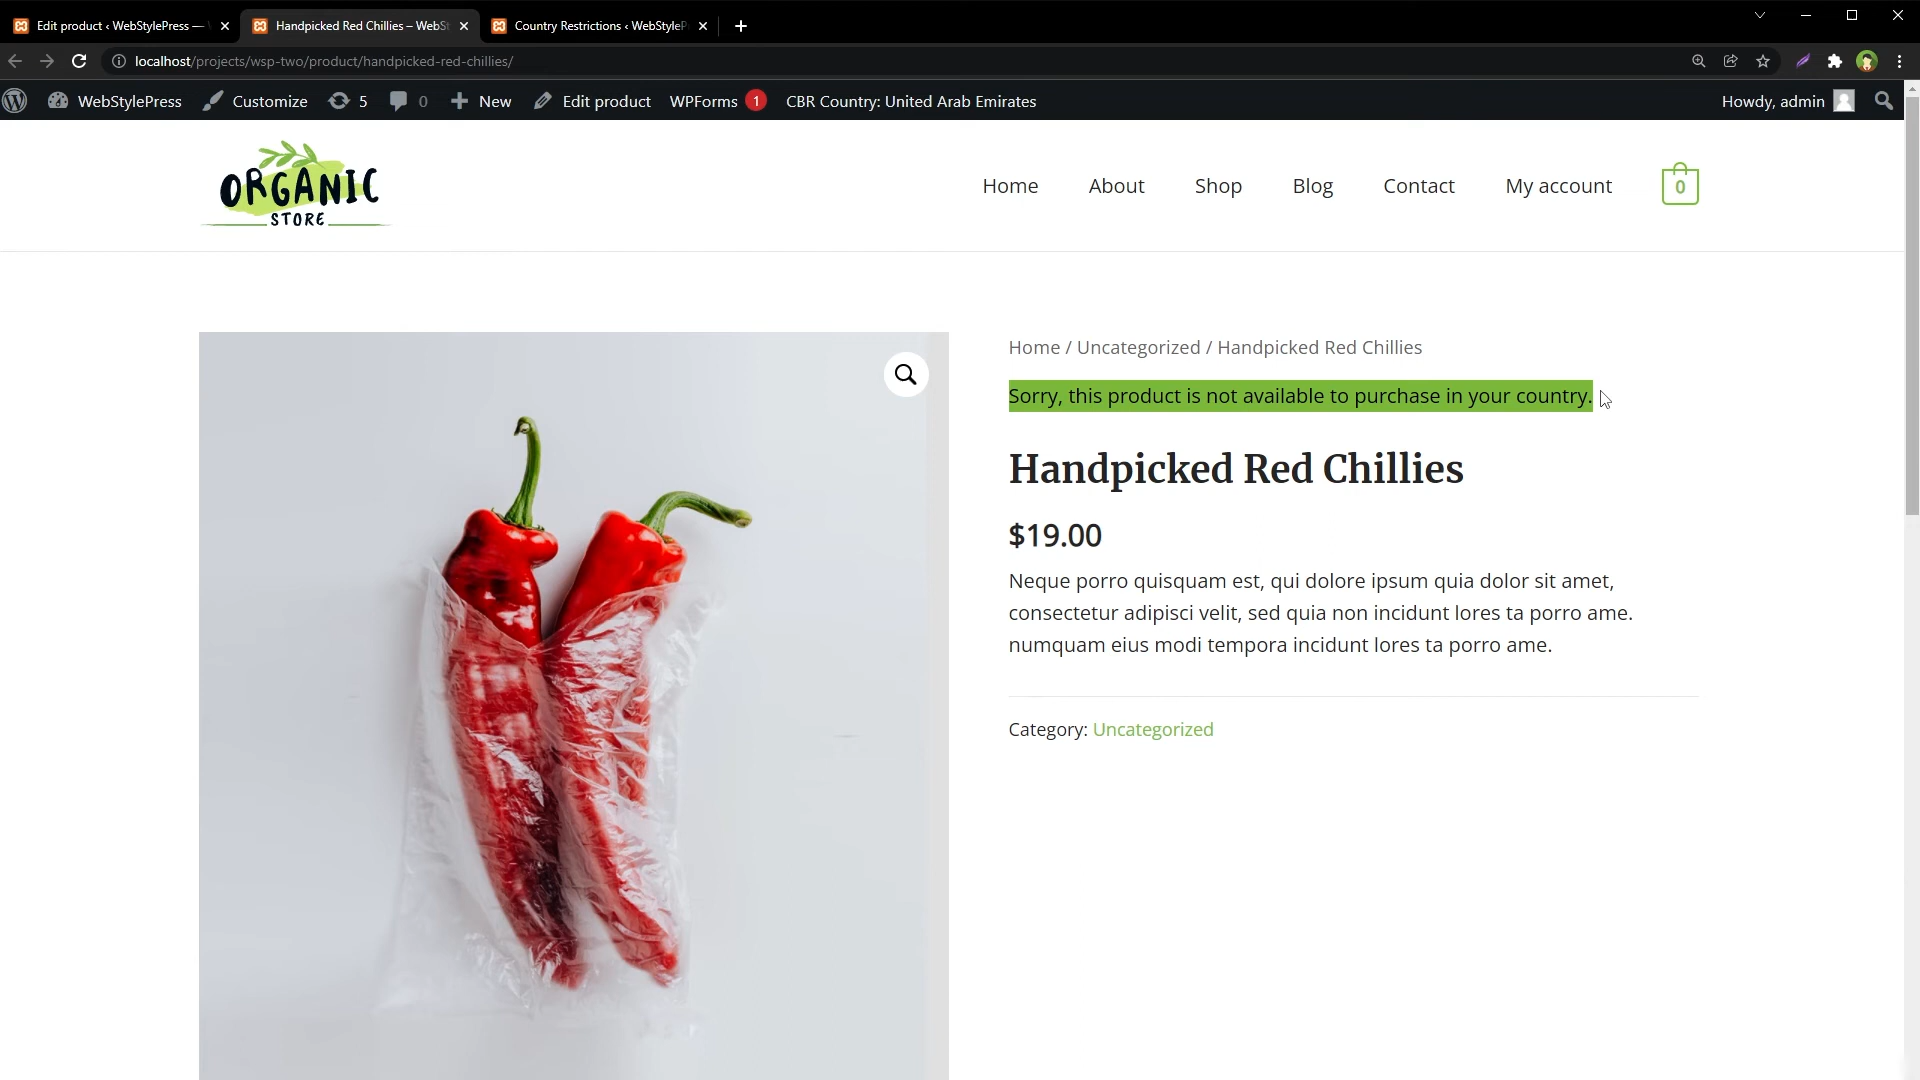 Edit product ‹ WebStylePress —
Handpicked Red Chillies – WebSt
Country Restrictions ‹ WebStyleP
localhost/projects/wsp-two/product/handpicked-red-chillies/
WebStylePress Customize 5 0 New Edit product WPForms 1 CBR Country: United Arab Emirates Howdy, admin
ORGANIC
STORE
Home About Shop Blog Contact My account 0
Home / Uncategorized / Handpicked Red Chillies
Sorry, this product is not available to purchase in your country.
Handpicked Red Chillies
$19.00
Neque porro quisquam est, qui dolore ipsum quia dolor sit amet,
consectetur adipisci velit, sed quia non incidunt lores ta porro ame.
numquam eius modi tempora incidunt lores ta porro ame.
Category: Uncategorized